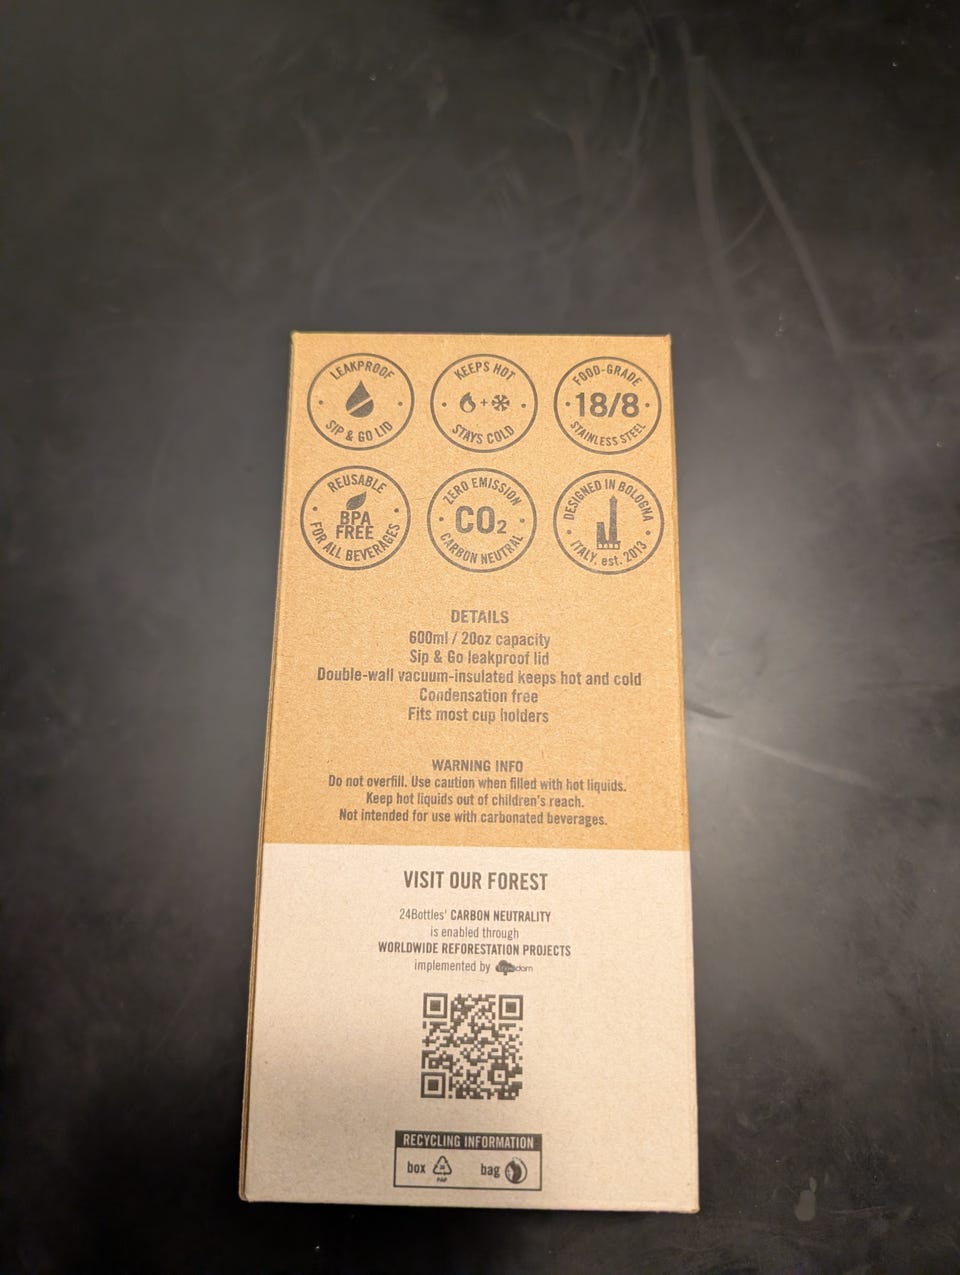 LEAKPROOF
SIP & GO LID
KEEPS HOT
+
STAYS COLD
FOOD-GRADE
18/8
STAINLESS STEEL
REUSABLE
BPA
FREE
FOR ALL BEVERAGES
ZERO EMISSION
CO₂
CARBON NEUTRAL
DESIGNED IN BOLOGNA
ITALY, est. 2013
DETAILS
600ml / 20oz capacity
Sip & Go leakproof lid
Double-wall vacuum-insulated keeps hot and cold
Condensation free
Fits most cup holders
WARNING INFO
Do not overfill. Use caution when filled with hot liquids.
Keep hot liquids out of children's reach.
Not intended for use with carbonated beverages.
VISIT OUR FOREST
24Bottles' CARBON NEUTRALITY
is enabled through
WORLDWIDE REFORESTATION PROJECTS
implemented by treedom
RECYCLING INFORMATION
box PAP bag